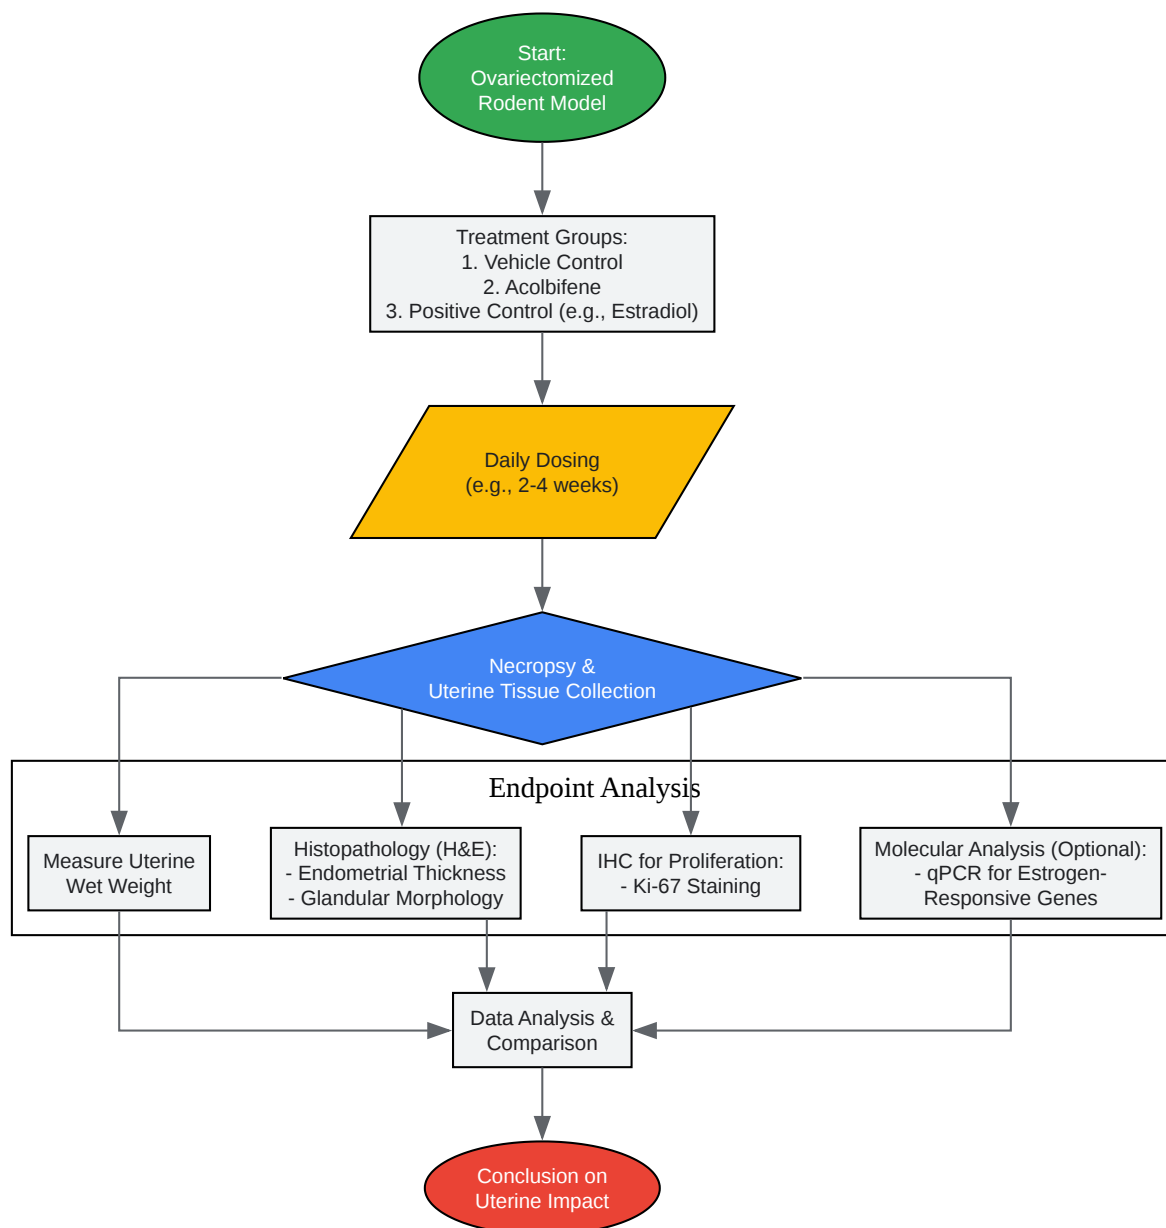 Start:
Ovariectomized
Rodent Model
Treatment Groups:
1. Vehicle Control
2. Acolbifene
3. Positive Control (e.g., Estradiol)
Daily Dosing
(e.g., 2-4 weeks)
Necropsy &
Uterine Tissue Collection
Endpoint Analysis
Measure Uterine
Wet Weight
Histopathology (H&E):
- Endometrial Thickness
- Glandular Morphology
IHC for Proliferation:
- Ki-67 Staining
Molecular Analysis (Optional):
- qPCR for Estrogen-
Responsive Genes
Data Analysis &
Comparison
Conclusion on
Uterine Impact